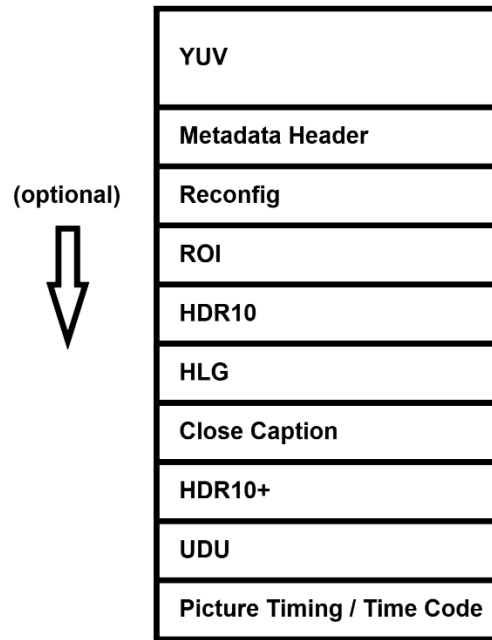 YUV
Metadata Header
(optional)
Reconfig
ROI
HDR10
HLG
Close Caption
HDR10+
UDU
Picture Timing / Time Code